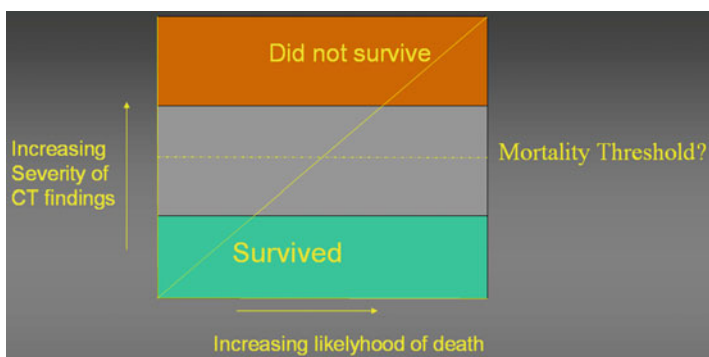 Did not survive
Increasing
Severity of
CT findings
Mortality Threshold?
Survived
Increasing likelyhood of death